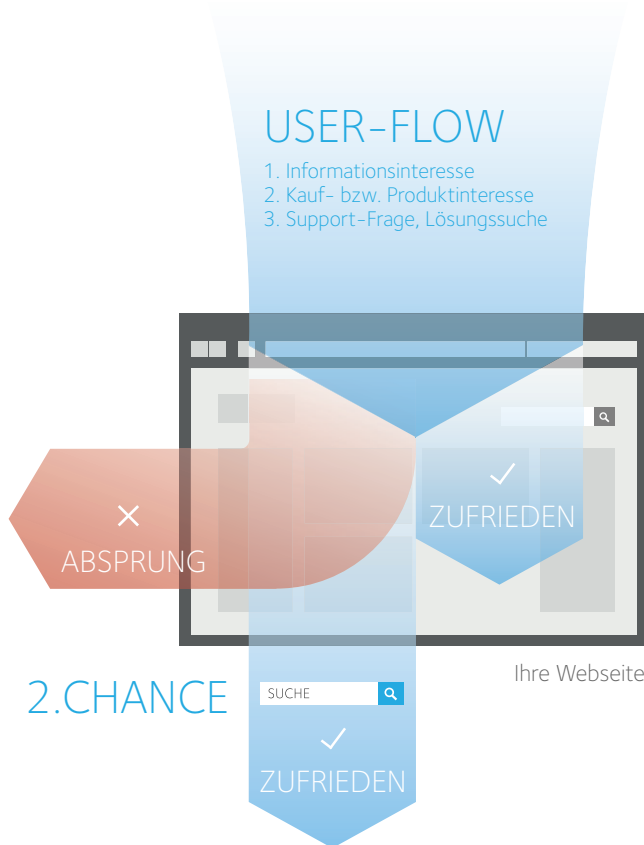 USER-FLOW
1. Informationsinteresse
2. Kauf- bzw. Produktinteresse
3. Support-Frage, Lösungssuche
ZUFRIEDEN
ABSPRUNG
Ihre Webseite
2.CHANCE
SUCHE
ZUFRIEDEN